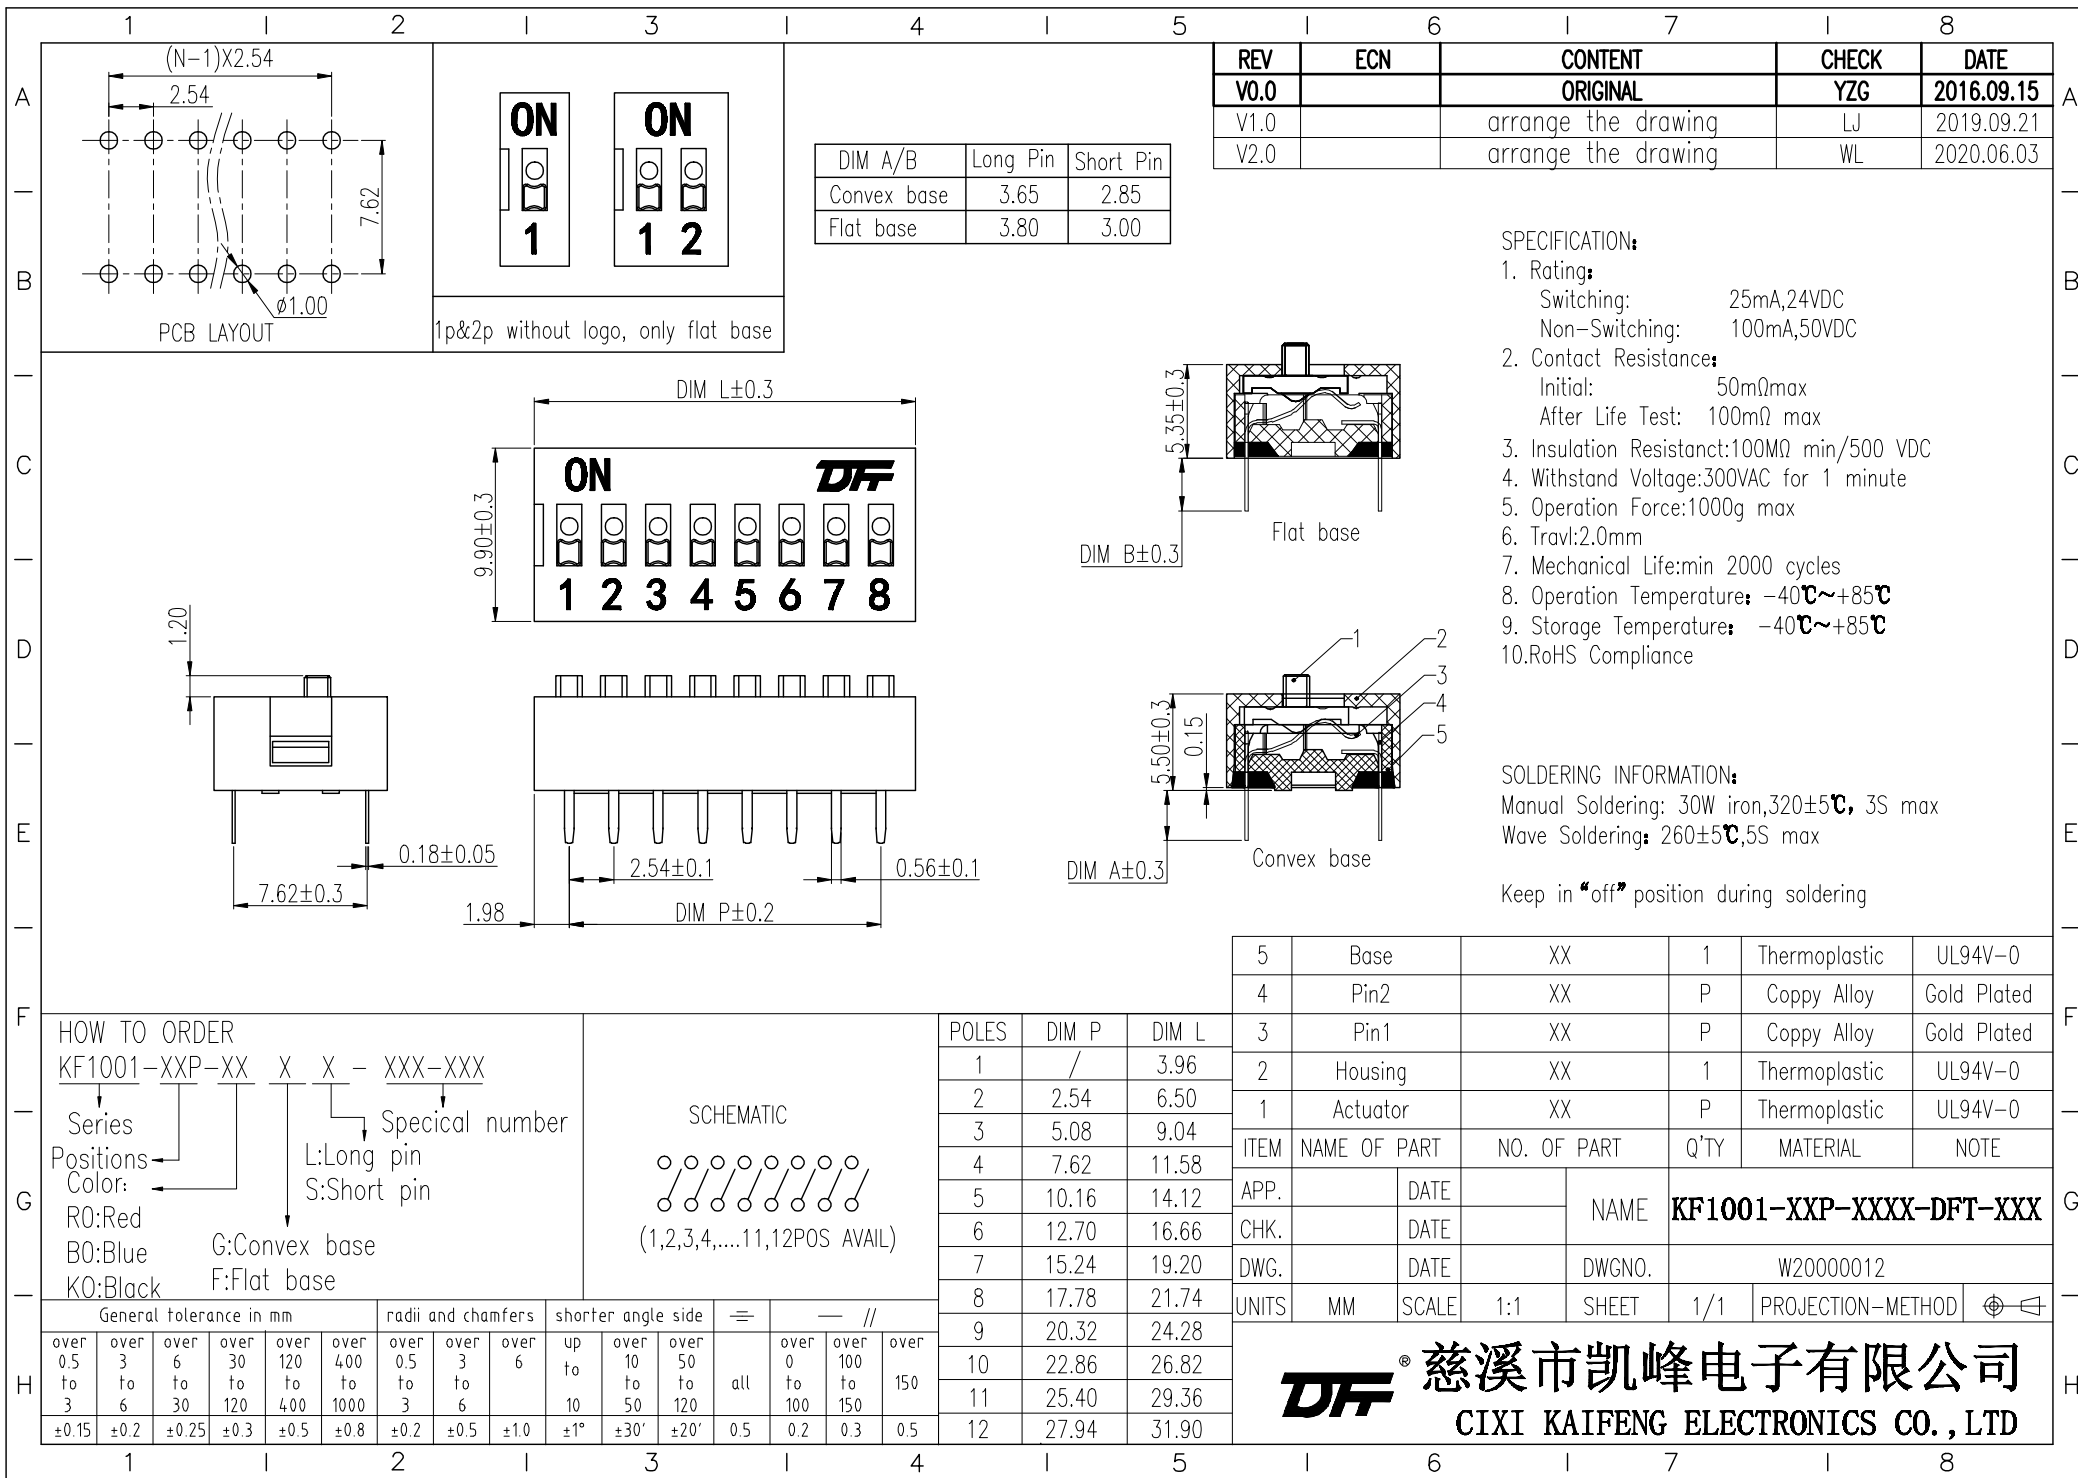 1 2 3 4 5 6 7 8
A
B
C
D
E
F
G
H
(N-1)X2.54
2.54
7.62
ø1.00
PCB LAYOUT
ON
1
ON
1 2
1p&2p without logo, only flat base
DIM A/B Long Pin Short Pin
Convex base 3.65 2.85
Flat base 3.80 3.00
REV ECN CONTENT CHECK DATE
V0.0 ORIGINAL YZG 2016.09.15
V1.0 arrange the drawing LJ 2019.09.21
V2.0 arrange the drawing WL 2020.06.03
SPECIFICATION:
1. Rating:
Switching: 25mA,24VDC
Non-Switching: 100mA,50VDC
2. Contact Resistance:
Initial: 50mΩmax
After Life Test: 100mΩ max
3. Insulation Resistanct:100MΩ min/500 VDC
4. Withstand Voltage:300VAC for 1 minute
5. Operation Force:1000g max
6. Travl:2.0mm
7. Mechanical Life:min 2000 cycles
8. Operation Temperature: -40℃~+85℃
9. Storage Temperature: -40℃~+85℃
10.RoHS Compliance
SOLDERING INFORMATION:
Manual Soldering: 30W iron,320±5℃, 3S max
Wave Soldering: 260±5℃,5S max
Keep in "off" position during soldering
DIM L±0.3
9.90±0.3
ON DFT
1 2 3 4 5 6 7 8
5.35±0.3
DIM B±0.3
Flat base
1.20
0.18±0.05
7.62±0.3
2.54±0.1
0.56±0.1
1.98
DIM P±0.2
1
2
3
4
5
5.50±0.3
0.15
DIM A±0.3
Convex base
HOW TO ORDER
KF1001-XXP-XX X X - XXX-XXX
Series
Specical number
Positions
L:Long pin
S:Short pin
Color:
RO:Red
BO:Blue
KO:Black
G:Convex base
F:Flat base
SCHEMATIC
(1,2,3,4,....11,12POS AVAIL)
POLES DIM P DIM L
1 / 3.96
2 2.54 6.50
3 5.08 9.04
4 7.62 11.58
5 10.16 14.12
6 12.70 16.66
7 15.24 19.20
8 17.78 21.74
9 20.32 24.28
10 22.86 26.82
11 25.40 29.36
12 27.94 31.90
5 Base XX 1 Thermoplastic UL94V-0
4 Pin2 XX P Coppy Alloy Gold Plated
3 Pin1 XX P Coppy Alloy Gold Plated
2 Housing XX 1 Thermoplastic UL94V-0
1 Actuator XX P Thermoplastic UL94V-0
ITEM NAME OF PART NO. OF PART Q'TY MATERIAL NOTE
APP. DATE
CHK. DATE
NAME KF1001-XXP-XXXX-DFT-XXX
DWG. DATE DWGNO. W20000012
UNITS MM SCALE 1:1 SHEET 1/1 PROJECTION-METHOD
General tolerance in mm radii and chamfers shorter angle side ⌯ — //
over over over over over over over over over up over over over over over
0.5 3 6 30 120 400 0.5 3 6 to 10 50 0 100
to to to to to to to to to to all to to 150
3 6 30 120 400 1000 3 6 10 50 120 100 150
±0.15 ±0.2 ±0.25 ±0.3 ±0.5 ±0.8 ±0.2 ±0.5 ±1.0 ±1° ±30′ ±20′ 0.5 0.2 0.3 0.5
DFT ® 慈溪市凯峰电子有限公司
CIXI KAIFENG ELECTRONICS CO.,LTD
1 2 3 4 5 6 7 8
A
B
C
D
E
F
G
H